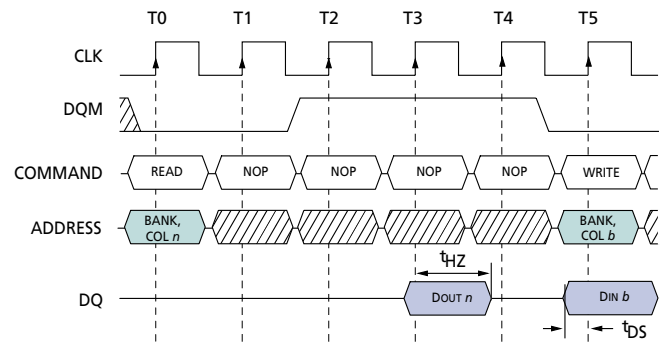 T0 T1 T2 T3 T4 T5
CLK
DQM
COMMAND READ NOP NOP NOP NOP WRITE
ADDRESS BANK, COL n BANK, COL b
tHZ
DQ DOUT n DIN b
tDS